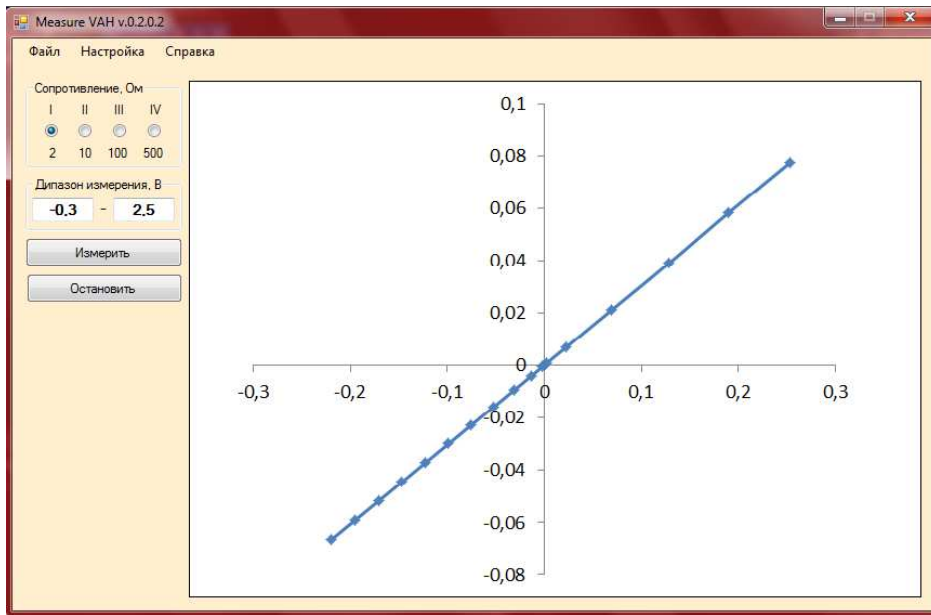 Measure VAH v.0.2.0.2
Файл Настройка Справка
Сопротивление, Ом
I II III IV
2 10 100 500
Дипазон измерения, В
-0.3 - 2.5
Измерить
Остановить
0,1
0,08
0,06
0,04
0,02
0
-0,3 -0,2 -0,1 0 0,1 0,2 0,3
-0,02
-0,04
-0,06
-0,08